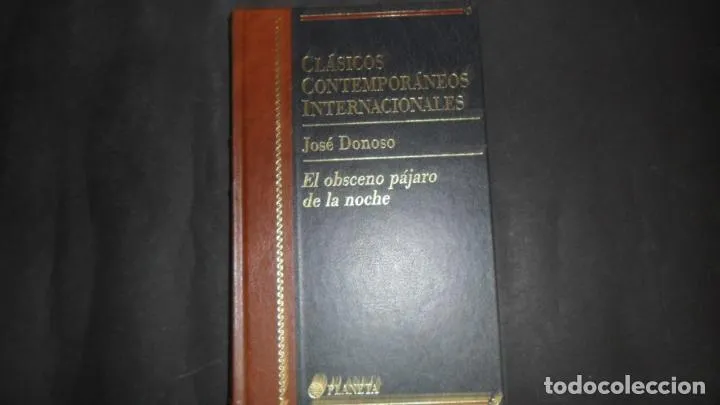 CLÁSICOS
CONTEMPORÁNEOS
INTERNACIONALES
José Donoso
El obsceno pájaro
de la noche
PLANETA
todocoleccion